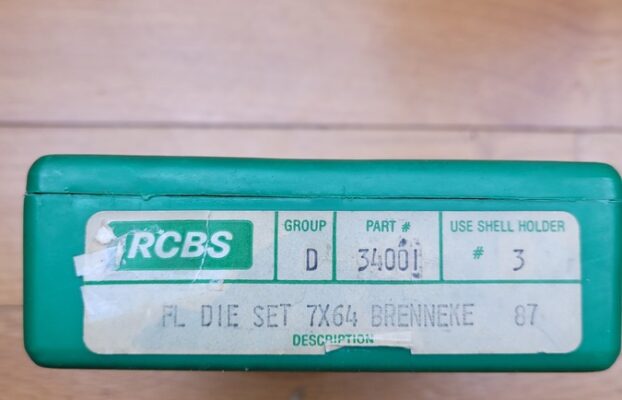 RCBS
GROUP
D
PART #
34001
USE SHELL HOLDER
# 3
FL DIE SET 7X64 BRENNEKE 87
DESCRIPTION